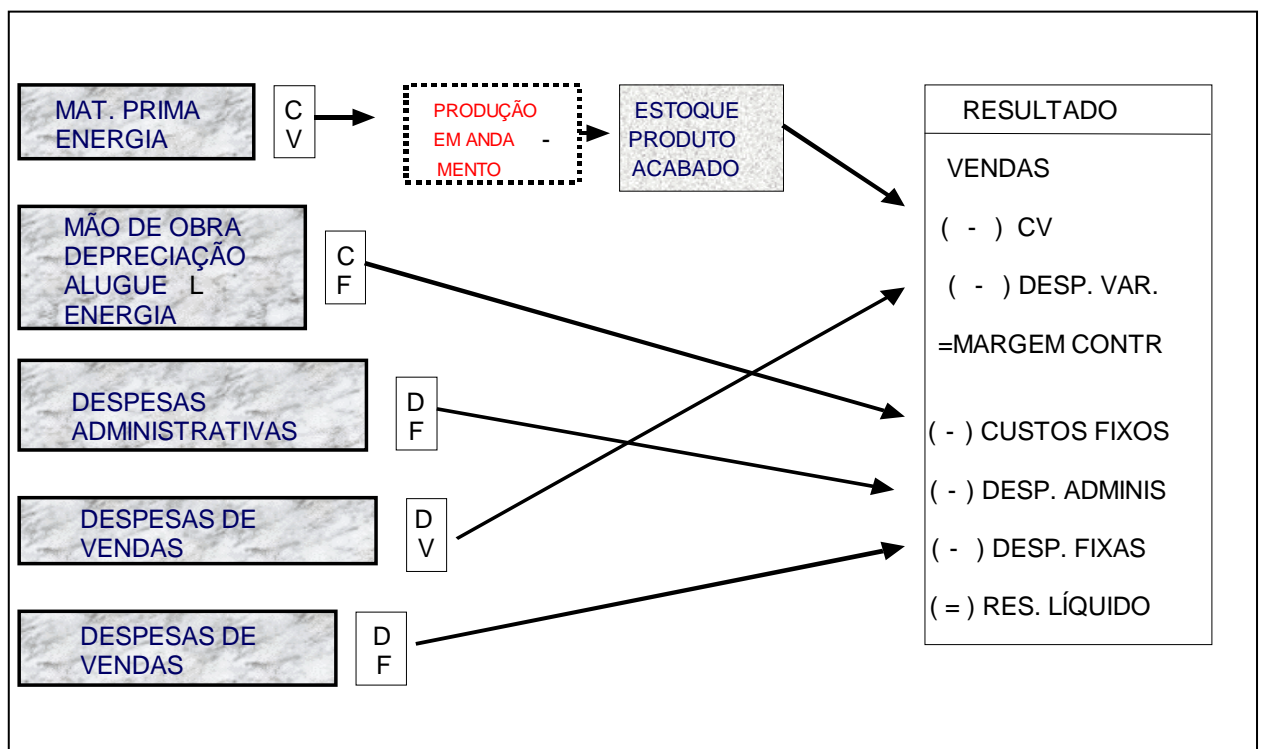 MAT. PRIMA
ENERGIA
C
V
PRODUÇÃO
EM ANDA -
MENTO
ESTOQUE
PRODUTO
ACABADO
MÃO DE OBRA
DEPRECIAÇÃO
ALUGUE L
ENERGIA
C
F
DESPESAS
ADMINISTRATIVAS
D
F
DESPESAS DE
VENDAS
D
V
DESPESAS DE
VENDAS
D
F
RESULTADO
VENDAS
( - ) CV
( - ) DESP. VAR.
=MARGEM CONTR
( - ) CUSTOS FIXOS
( - ) DESP. ADMINIS
( - ) DESP. FIXAS
( = ) RES. LÍQUIDO